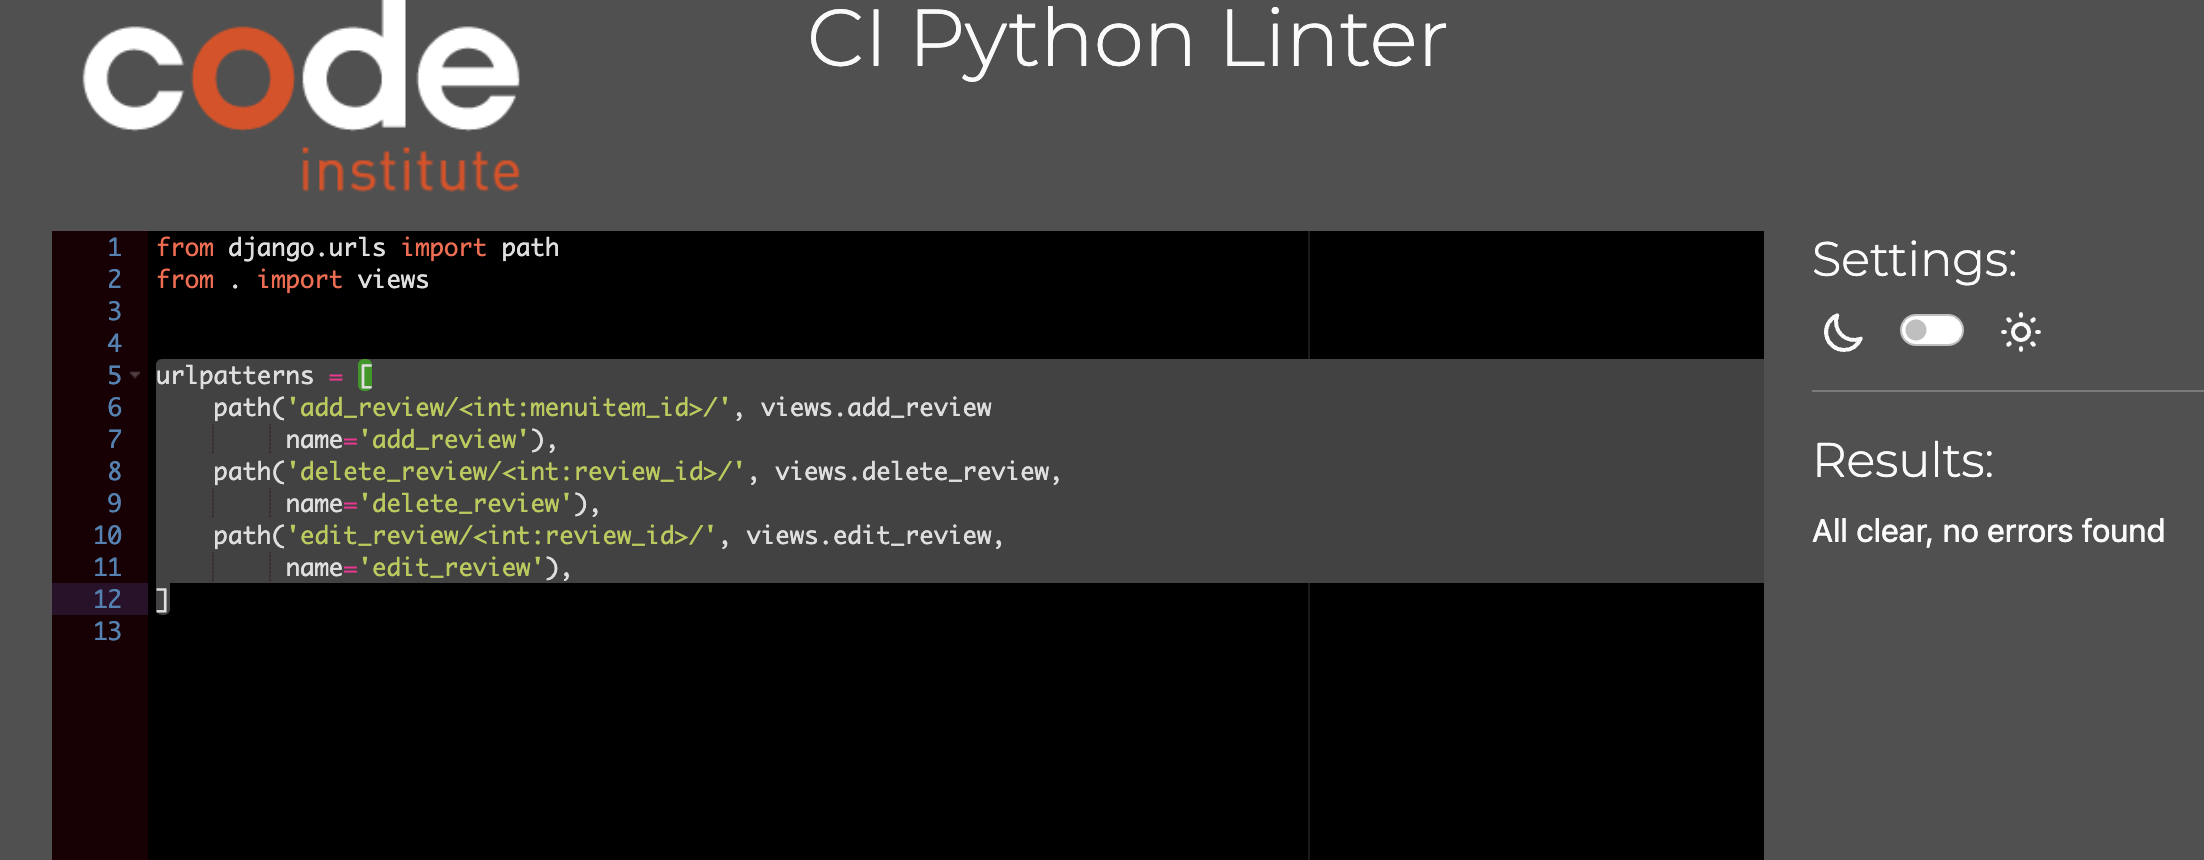 code
institute
CI Python Linter
1 from django.urls import path
2 from . import views
3
4
5 urlpatterns = [
6     path('add_review/<int:menuitem_id>/', views.add_review
7          name='add_review'),
8     path('delete_review/<int:review_id>/', views.delete_review,
9          name='delete_review'),
10     path('edit_review/<int:review_id>/', views.edit_review,
11          name='edit_review'),
12 ]
13
Settings:
Results:
All clear, no errors found